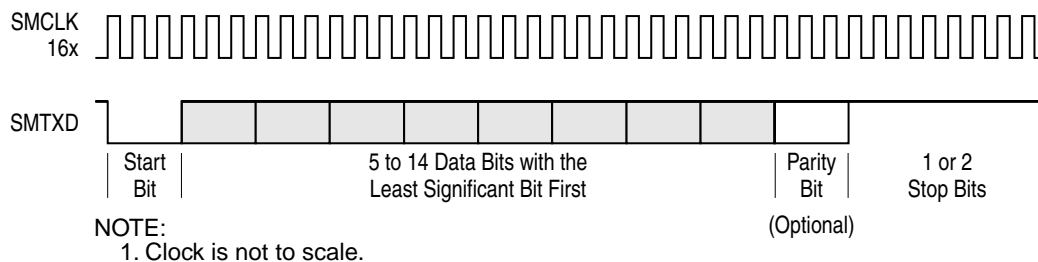 SMCLK
16x
SMTXD
Start
Bit
5 to 14 Data Bits with the
Least Significant Bit First
Parity
Bit
(Optional)
1 or 2
Stop Bits
NOTE:
1. Clock is not to scale.